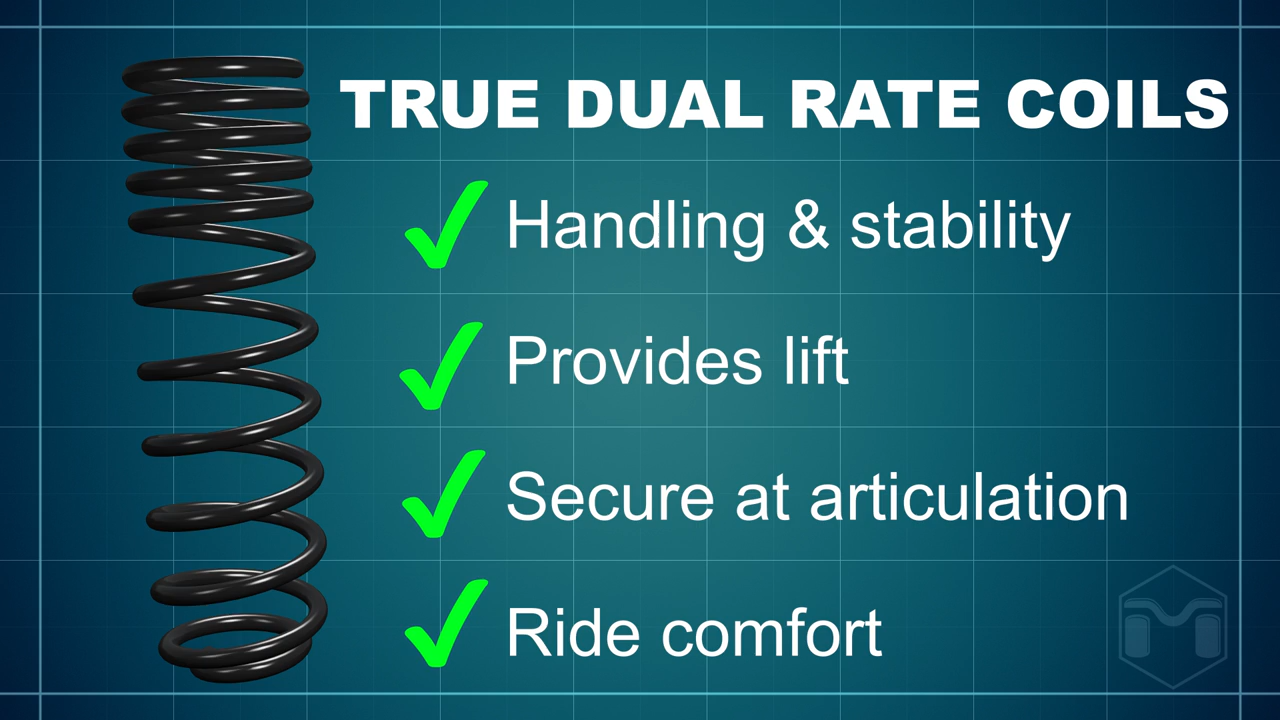 TRUE DUAL RATE COILS
Handling & stability
Provides lift
Secure at articulation
Ride comfort